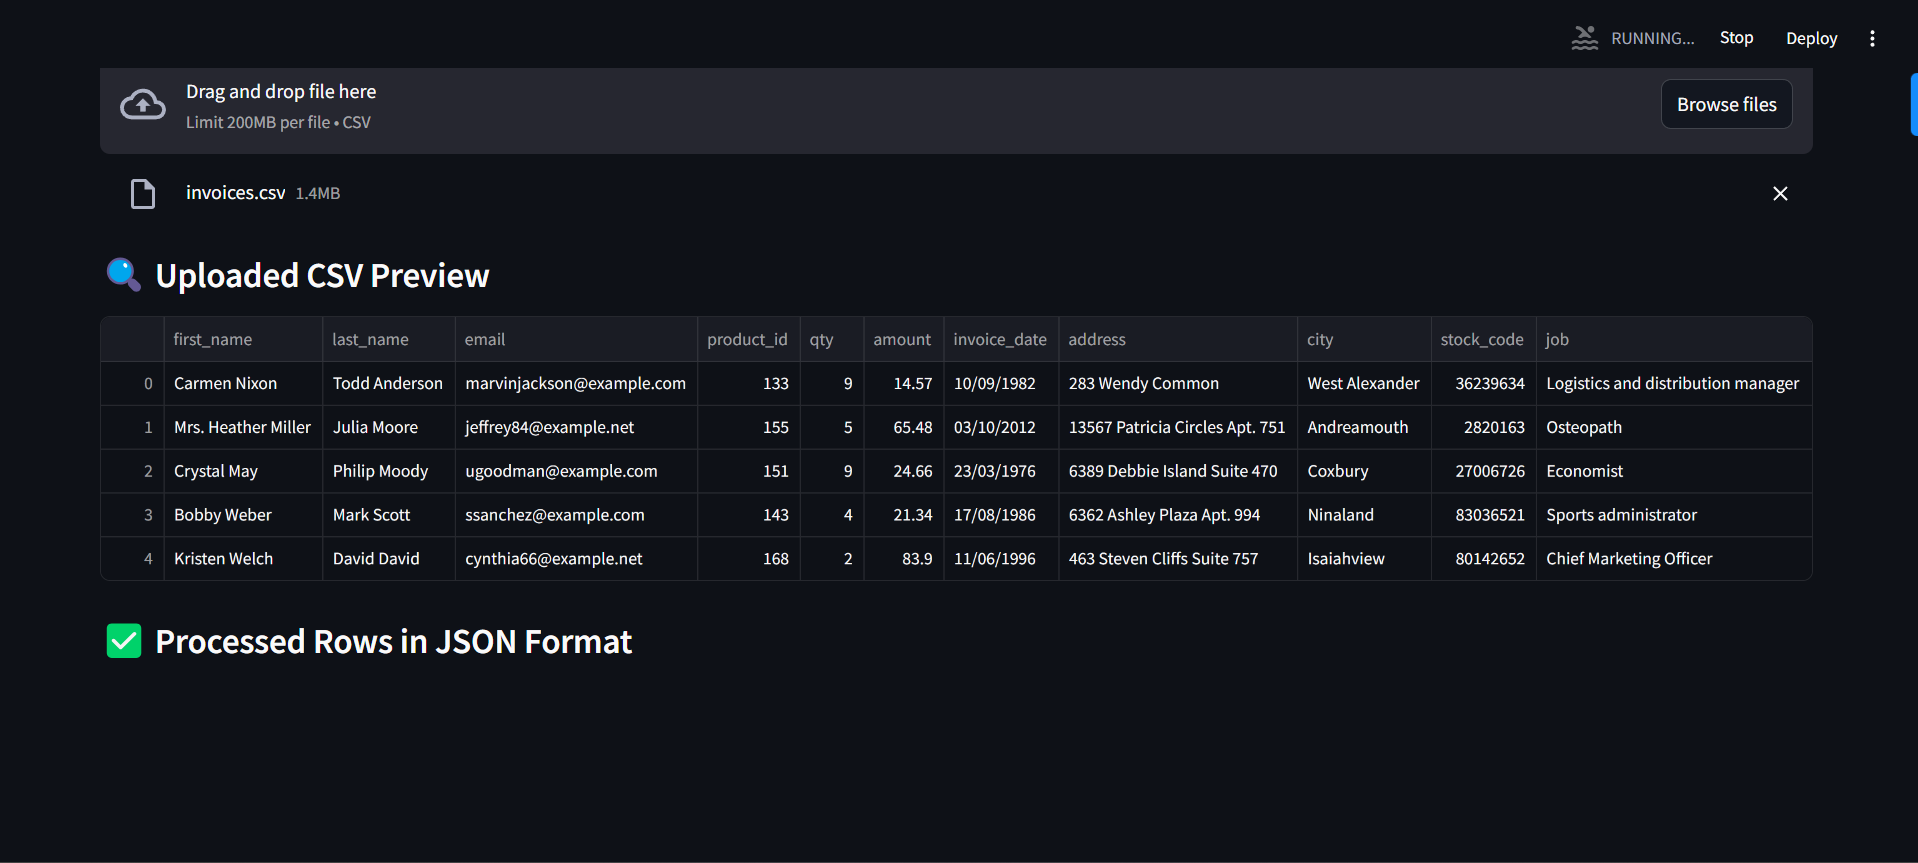 RUNNING... Stop Deploy
Drag and drop file here
Limit 200MB per file • CSV
Browse files
invoices.csv 1.4MB
Uploaded CSV Preview
first_name last_name email product_id qty amount invoice_date address city stock_code job
0 Carmen Nixon Todd Anderson marvinjackson@example.com 133 9 14.57 10/09/1982 283 Wendy Common West Alexander 36239634 Logistics and distribution manager
1 Mrs. Heather Miller Julia Moore jeffrey84@example.net 155 5 65.48 03/10/2012 13567 Patricia Circles Apt. 751 Andreamouth 2820163 Osteopath
2 Crystal May Philip Moody ugoodman@example.com 151 9 24.66 23/03/1976 6389 Debbie Island Suite 470 Coxbury 27006726 Economist
3 Bobby Weber Mark Scott ssanchez@example.com 143 4 21.34 17/08/1986 6362 Ashley Plaza Apt. 994 Ninaland 83036521 Sports administrator
4 Kristen Welch David David cynthia66@example.net 168 2 83.9 11/06/1996 463 Steven Cliffs Suite 757 Isaiahview 80142652 Chief Marketing Officer
Processed Rows in JSON Format